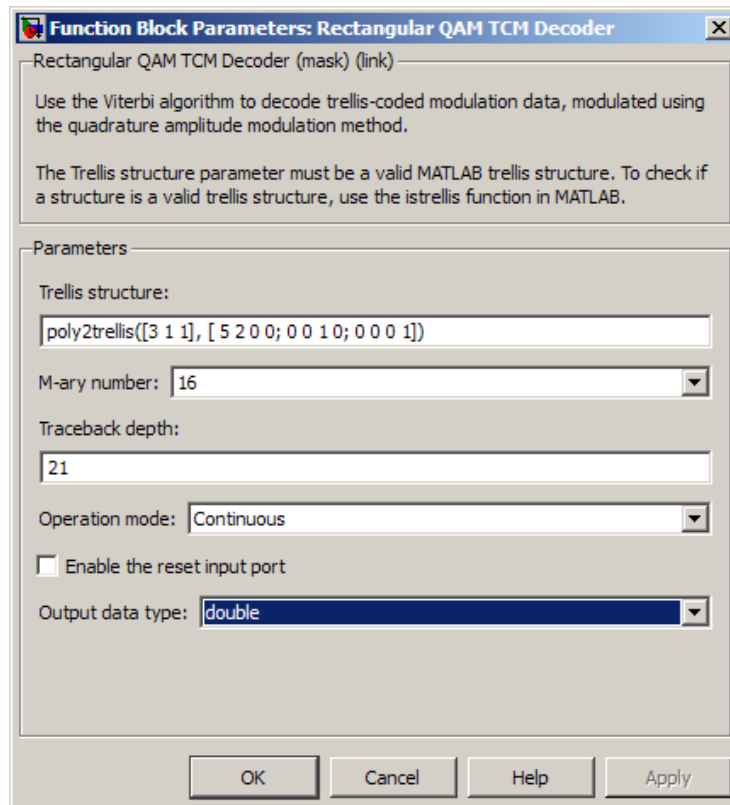 Function Block Parameters: Rectangular QAM TCM Decoder
Rectangular QAM TCM Decoder (mask) (link)
Use the Viterbi algorithm to decode trellis-coded modulation data, modulated using
the quadrature amplitude modulation method.
The Trellis structure parameter must be a valid MATLAB trellis structure. To check if
a structure is a valid trellis structure, use the istrellis function in MATLAB.
Parameters
Trellis structure:
poly2trellis([3 1 1], [ 5 2 0 0; 0 0 1 0; 0 0 0 1])
M-ary number: 16
Traceback depth:
21
Operation mode: Continuous
Enable the reset input port
Output data type: double
OK Cancel Help Apply